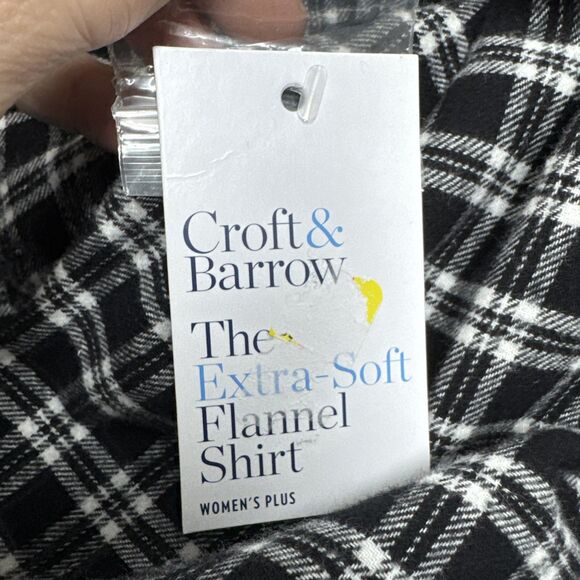 Croft&
Barrow
The
Extra-Soft
Flannel
Shirt
WOMEN'S PLUS